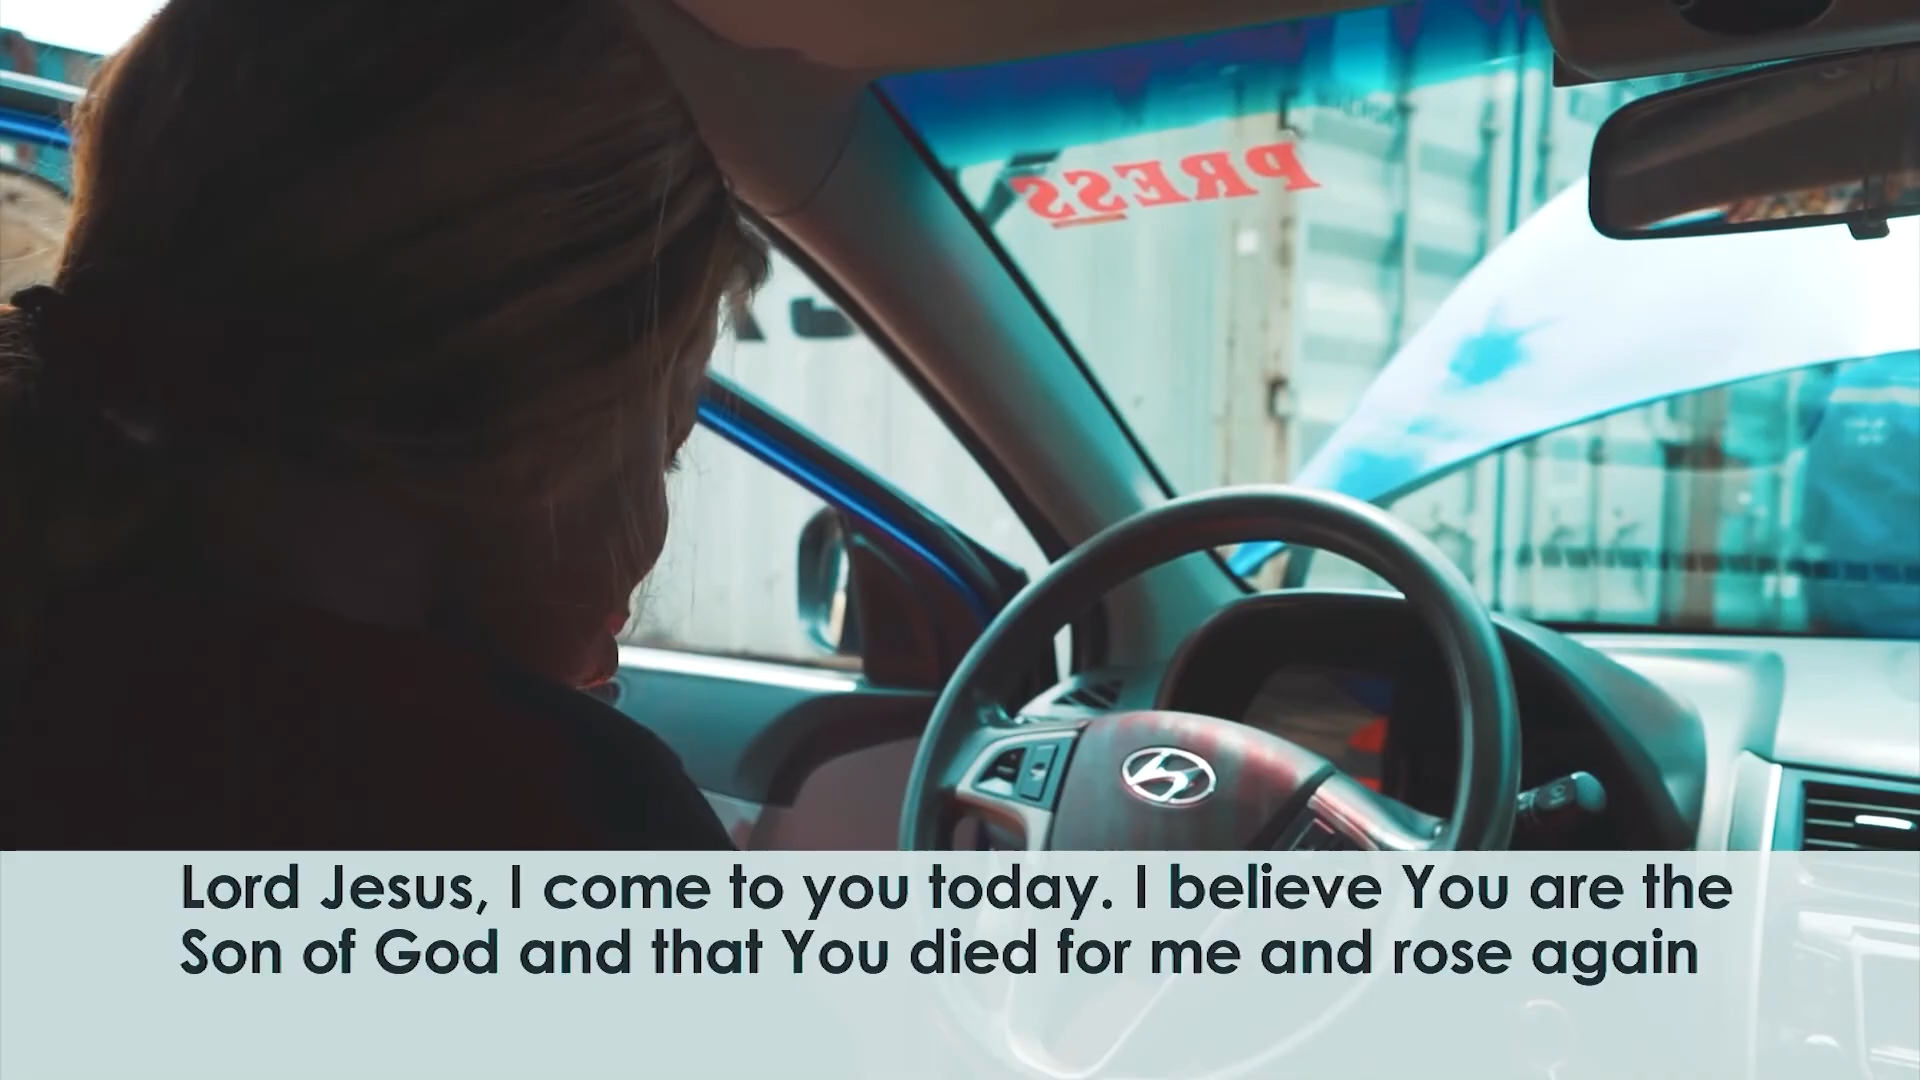 PRESS
Lord Jesus, I come to you today. I believe You are the
Son of God and that You died for me and rose again